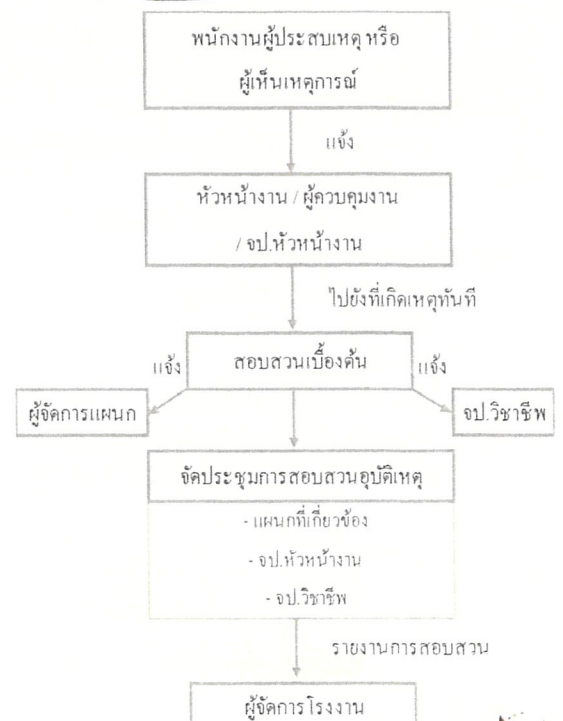 พนักงานผู้ประสบเหตุ หรือ
ผู้เห็นเหตุการณ์
แจ้ง
หัวหน้างาน / ผู้ควบคุมงาน
/ จป.หัวหน้างาน
ไปยังที่เกิดเหตุทันที
แจ้ง
สอบสวนเบื้องต้น
แจ้ง
ผู้จัดการแผนก
จป.วิชาชีพ
จัดประชุมการสอบสวนอุบัติเหตุ
- แผนกที่เกี่ยวข้อง
- จป.หัวหน้างาน
- จป.วิชาชีพ
รายงานการสอบสวน
ผู้จัดการโรงงาน